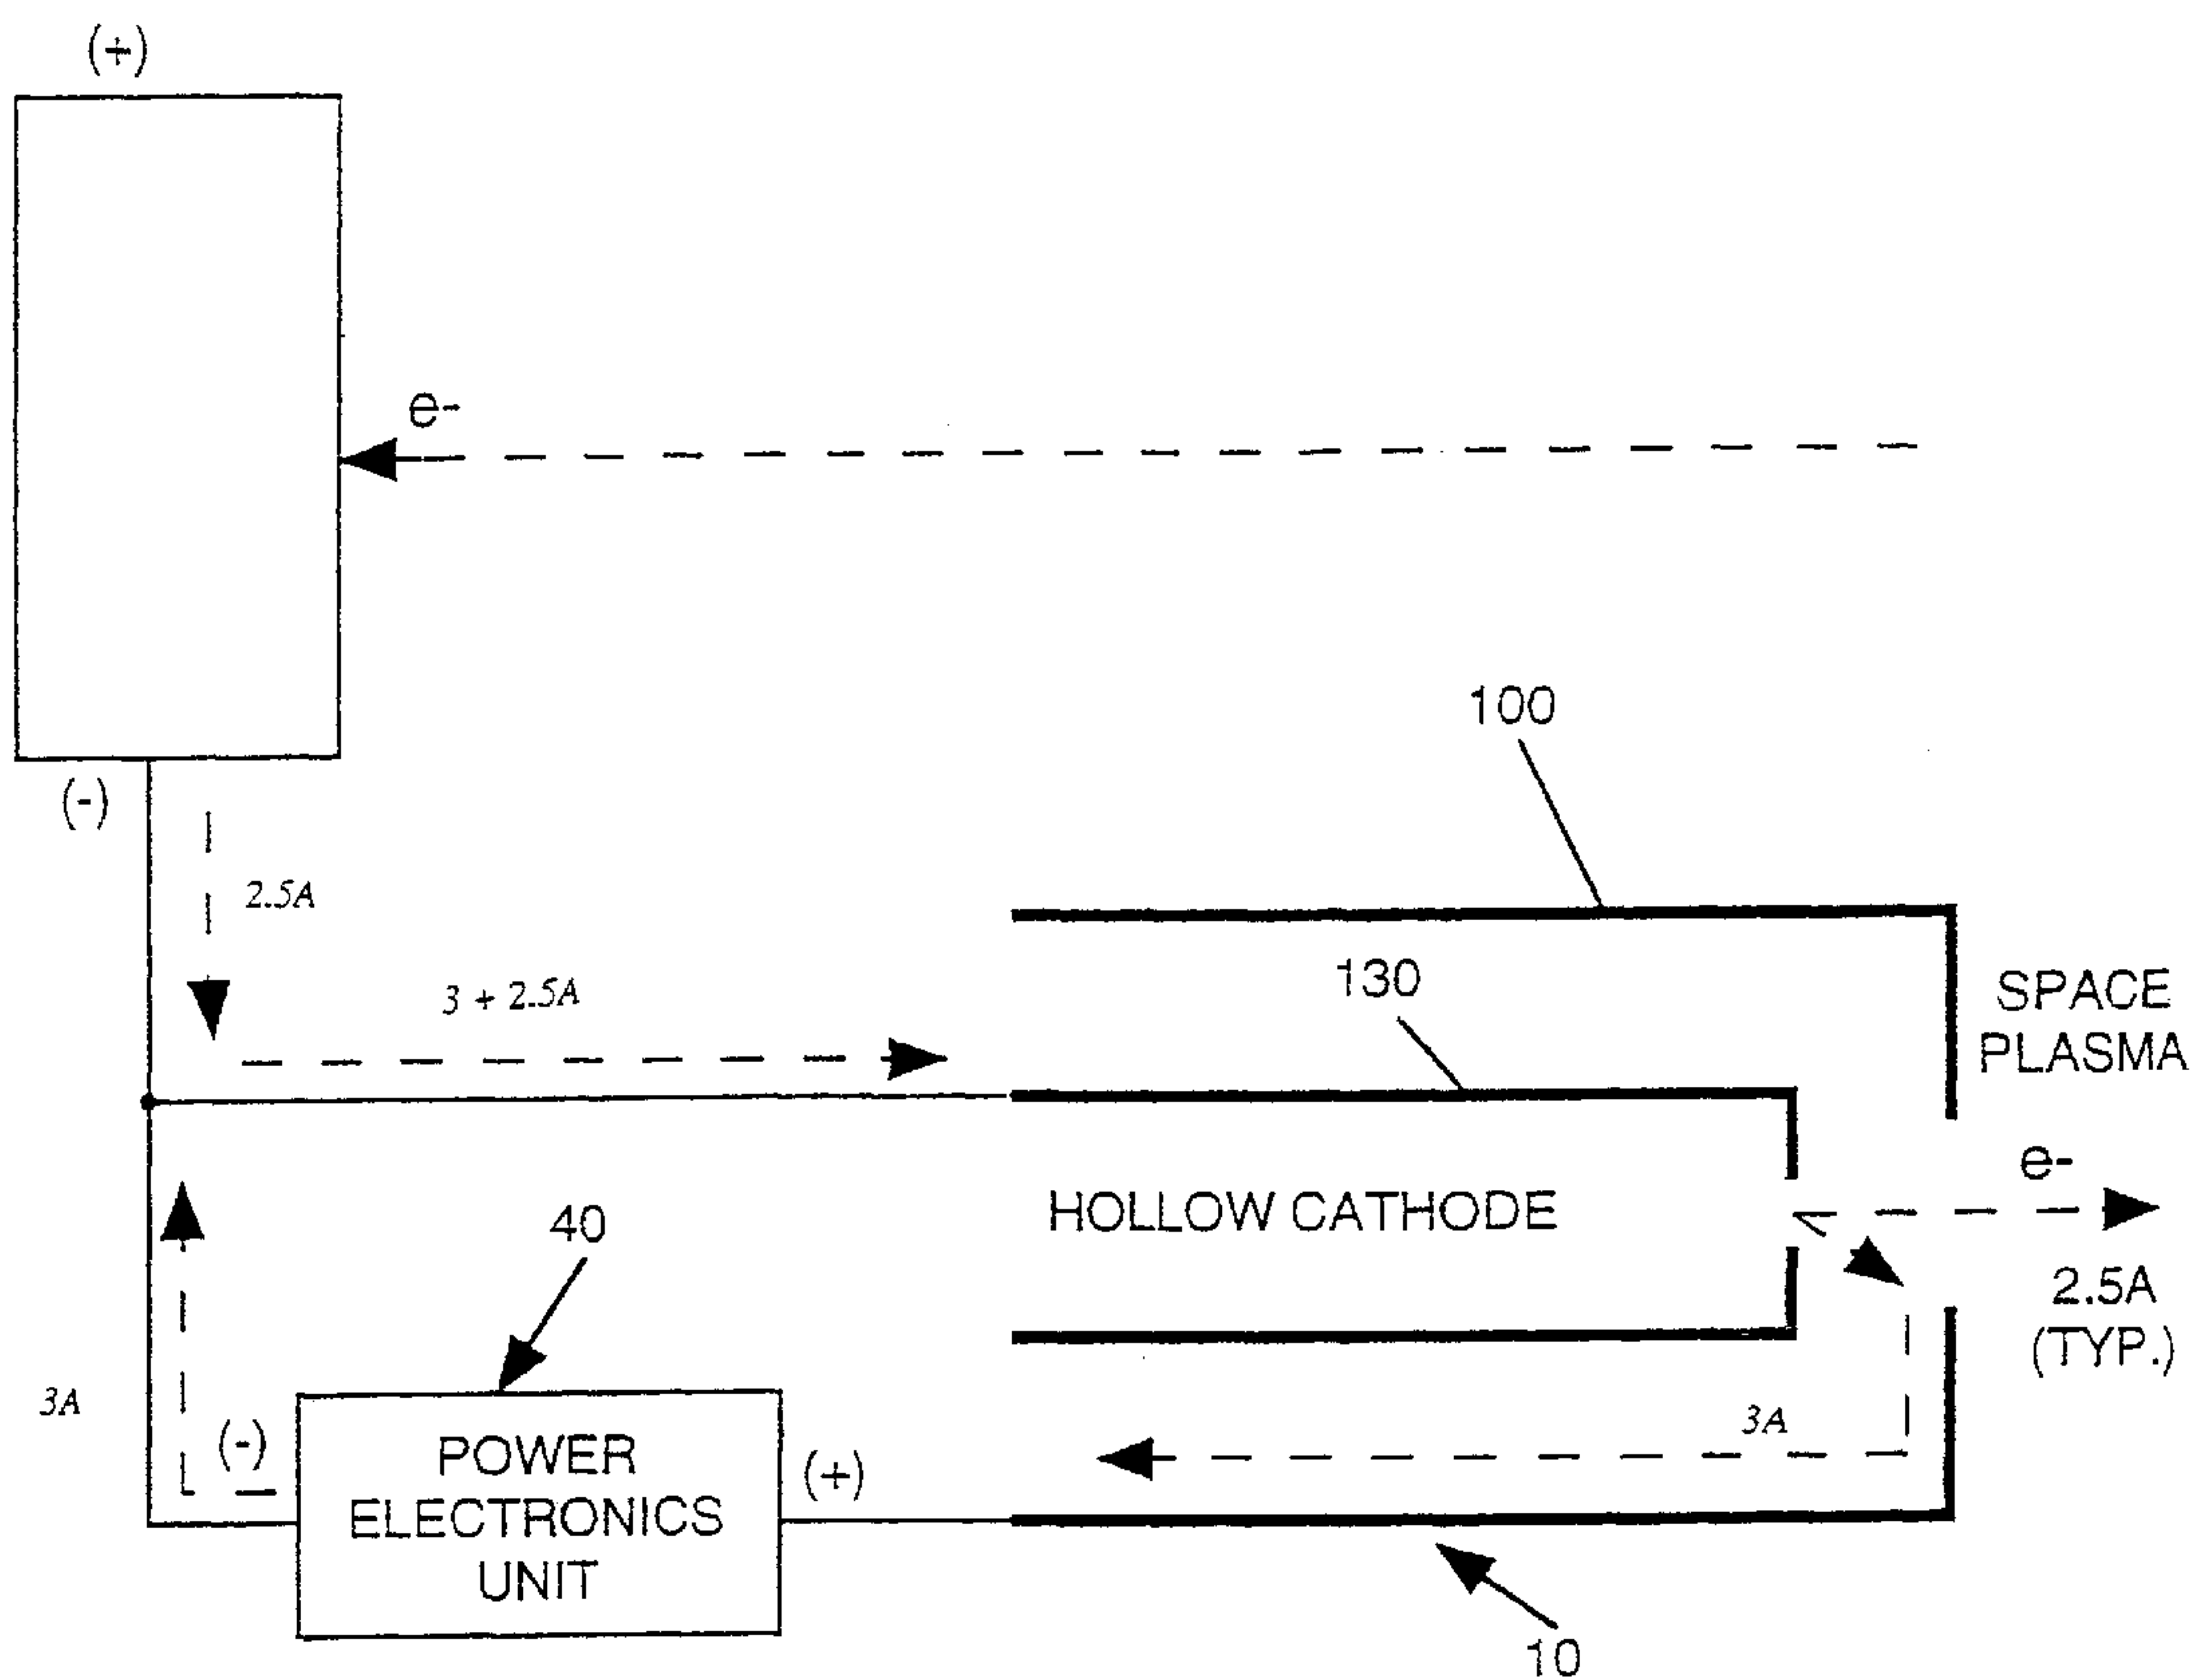 (+)
e-
100
(-)
2.5A
130
3 + 2.5A
SPACE
PLASMA
e-
HOLLOW CATHODE
40
2.5A
(TYP.)
3A
3A
(-)
POWER
ELECTRONICS
UNIT
(+)
10